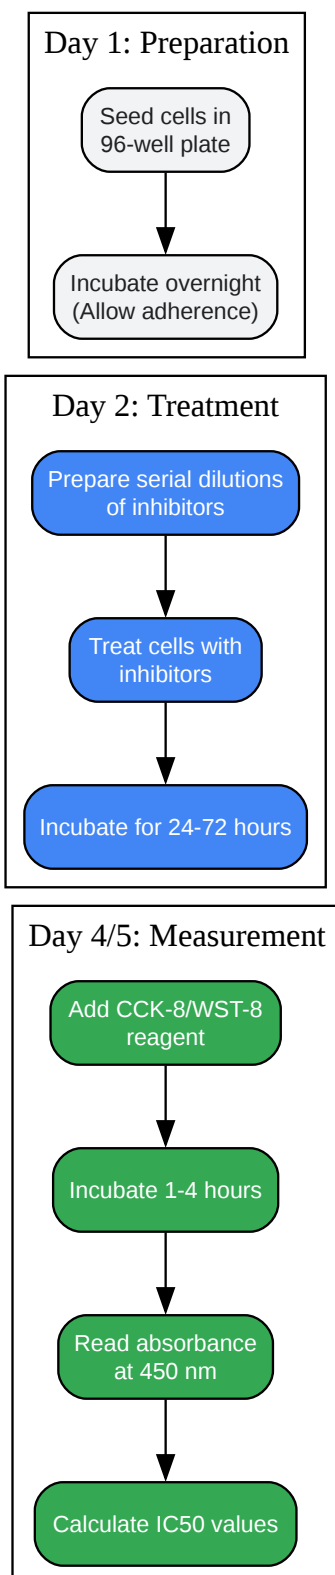 Day 1: Preparation
Seed cells in
96-well plate
Incubate overnight
(Allow adherence)
Day 2: Treatment
Prepare serial dilutions
of inhibitors
Treat cells with
inhibitors
Incubate for 24-72 hours
Day 4/5: Measurement
Add CCK-8/WST-8
reagent
Incubate 1-4 hours
Read absorbance
at 450 nm
Calculate IC50 values